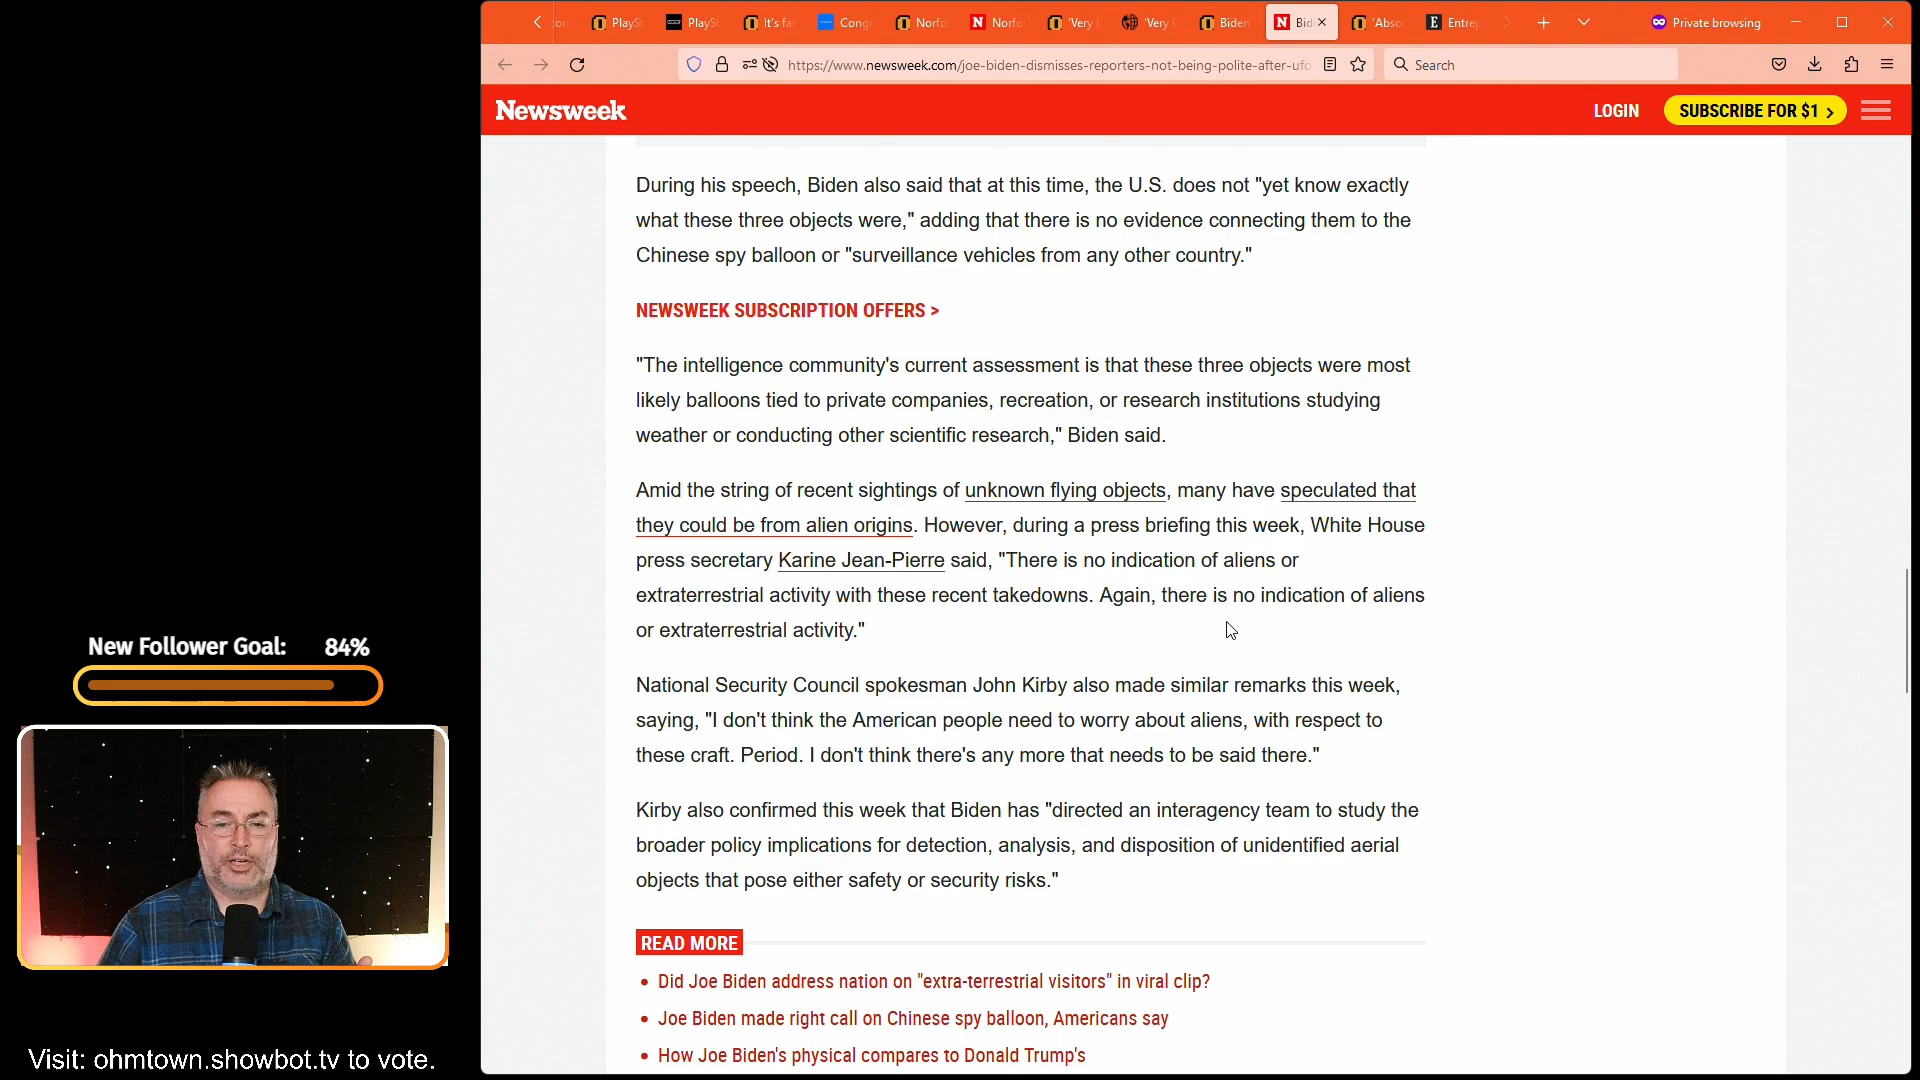 con
PlaySt
PlaySt
It's fa
Cong
Norfo
Norfo
'Very
'Very
Biden
Bid
'Abso
Entre
Private browsing
https://www.newsweek.com/joe-biden-dismisses-reporters-not-being-polite-after-ufo
Search
Newsweek
LOGIN
SUBSCRIBE FOR $1 >
During his speech, Biden also said that at this time, the U.S. does not "yet know exactly
what these three objects were," adding that there is no evidence connecting them to the
Chinese spy balloon or "surveillance vehicles from any other country."
NEWSWEEK SUBSCRIPTION OFFERS >
"The intelligence community's current assessment is that these three objects were most
likely balloons tied to private companies, recreation, or research institutions studying
weather or conducting other scientific research," Biden said.
Amid the string of recent sightings of unknown flying objects, many have speculated that
they could be from alien origins. However, during a press briefing this week, White House
press secretary Karine Jean-Pierre said, "There is no indication of aliens or
extraterrestrial activity with these recent takedowns. Again, there is no indication of aliens
or extraterrestrial activity."
National Security Council spokesman John Kirby also made similar remarks this week,
saying, "I don't think the American people need to worry about aliens, with respect to
these craft. Period. I don't think there's any more that needs to be said there."
Kirby also confirmed this week that Biden has "directed an interagency team to study the
broader policy implications for detection, analysis, and disposition of unidentified aerial
objects that pose either safety or security risks."
READ MORE
• Did Joe Biden address nation on "extra-terrestrial visitors" in viral clip?
• Joe Biden made right call on Chinese spy balloon, Americans say
• How Joe Biden's physical compares to Donald Trump's
New Follower Goal: 84%
Visit: ohmtown.showbot.tv to vote.